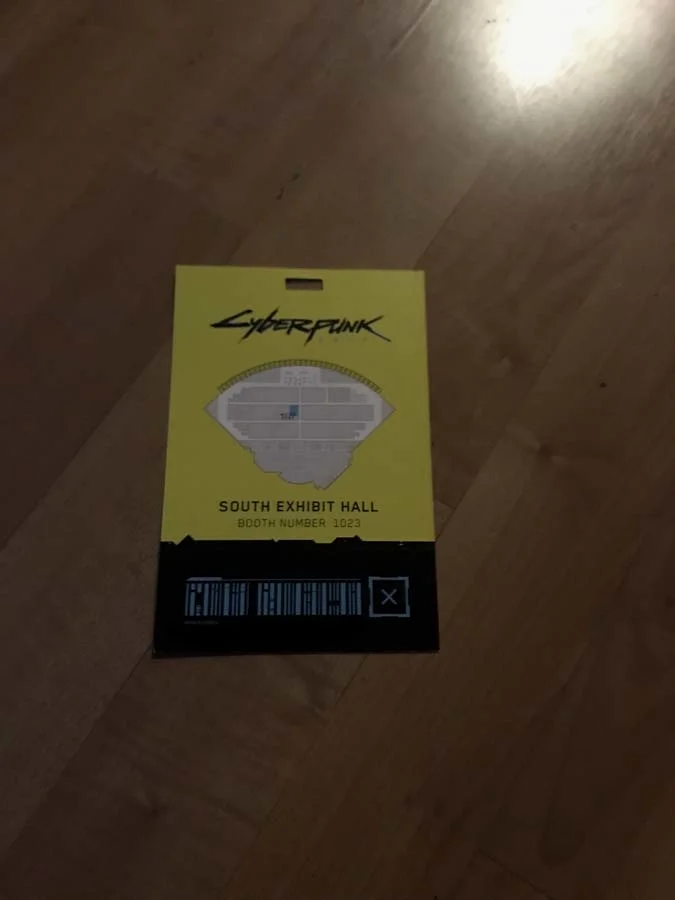 Cyberpunk
SOUTH EXHIBIT HALL
BOOTH NUMBER 1023